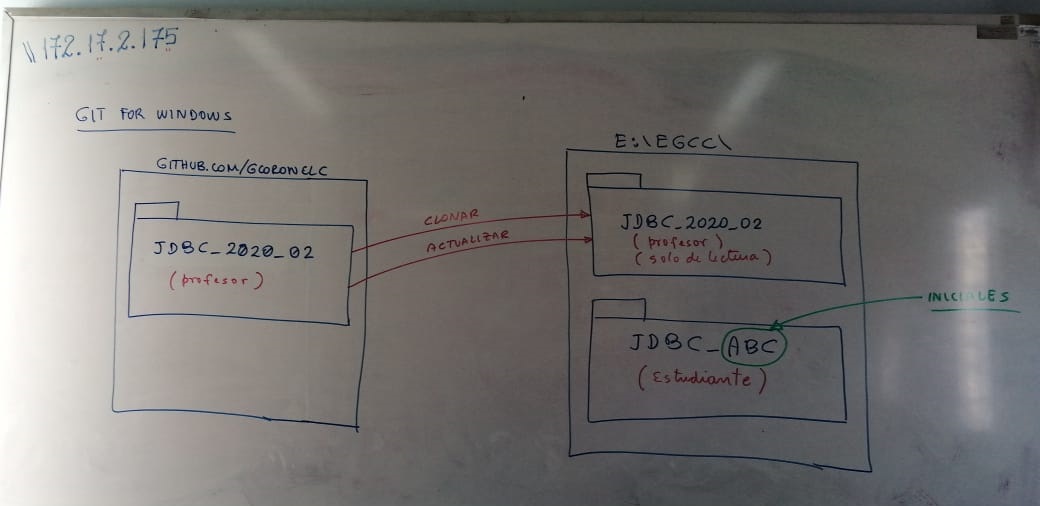 \\172.17.2.175
GIT FOR WINDOWS
GITHUB.COM/GCORONELC
JDBC_2020_02
(profesor)
CLONAR
ACTUALIZAR
E:\EGCC\
JDBC_2020_02
(profesor)
(solo de lectura)
JDBC_ABC
(Estudiante)
INICIALES